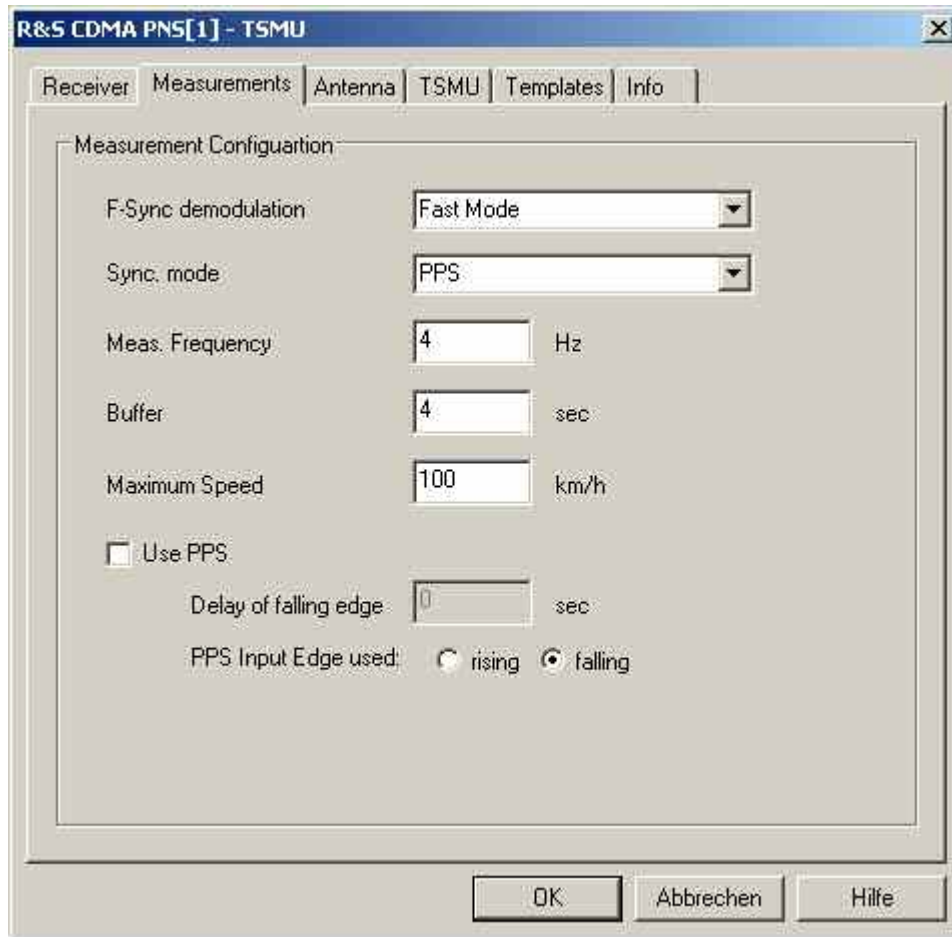 R&S CDMA PNS[1] - TSMU
Receiver Measurements Antenna TSMU Templates Info
Measurement Configuartion
F-Sync demodulation Fast Mode
Sync. mode PPS
Meas. Frequency 4 Hz
Buffer 4 sec
Maximum Speed 100 km/h
Use PPS
Delay of falling edge 0 sec
PPS Input Edge used: rising falling
OK Abbrechen Hilfe